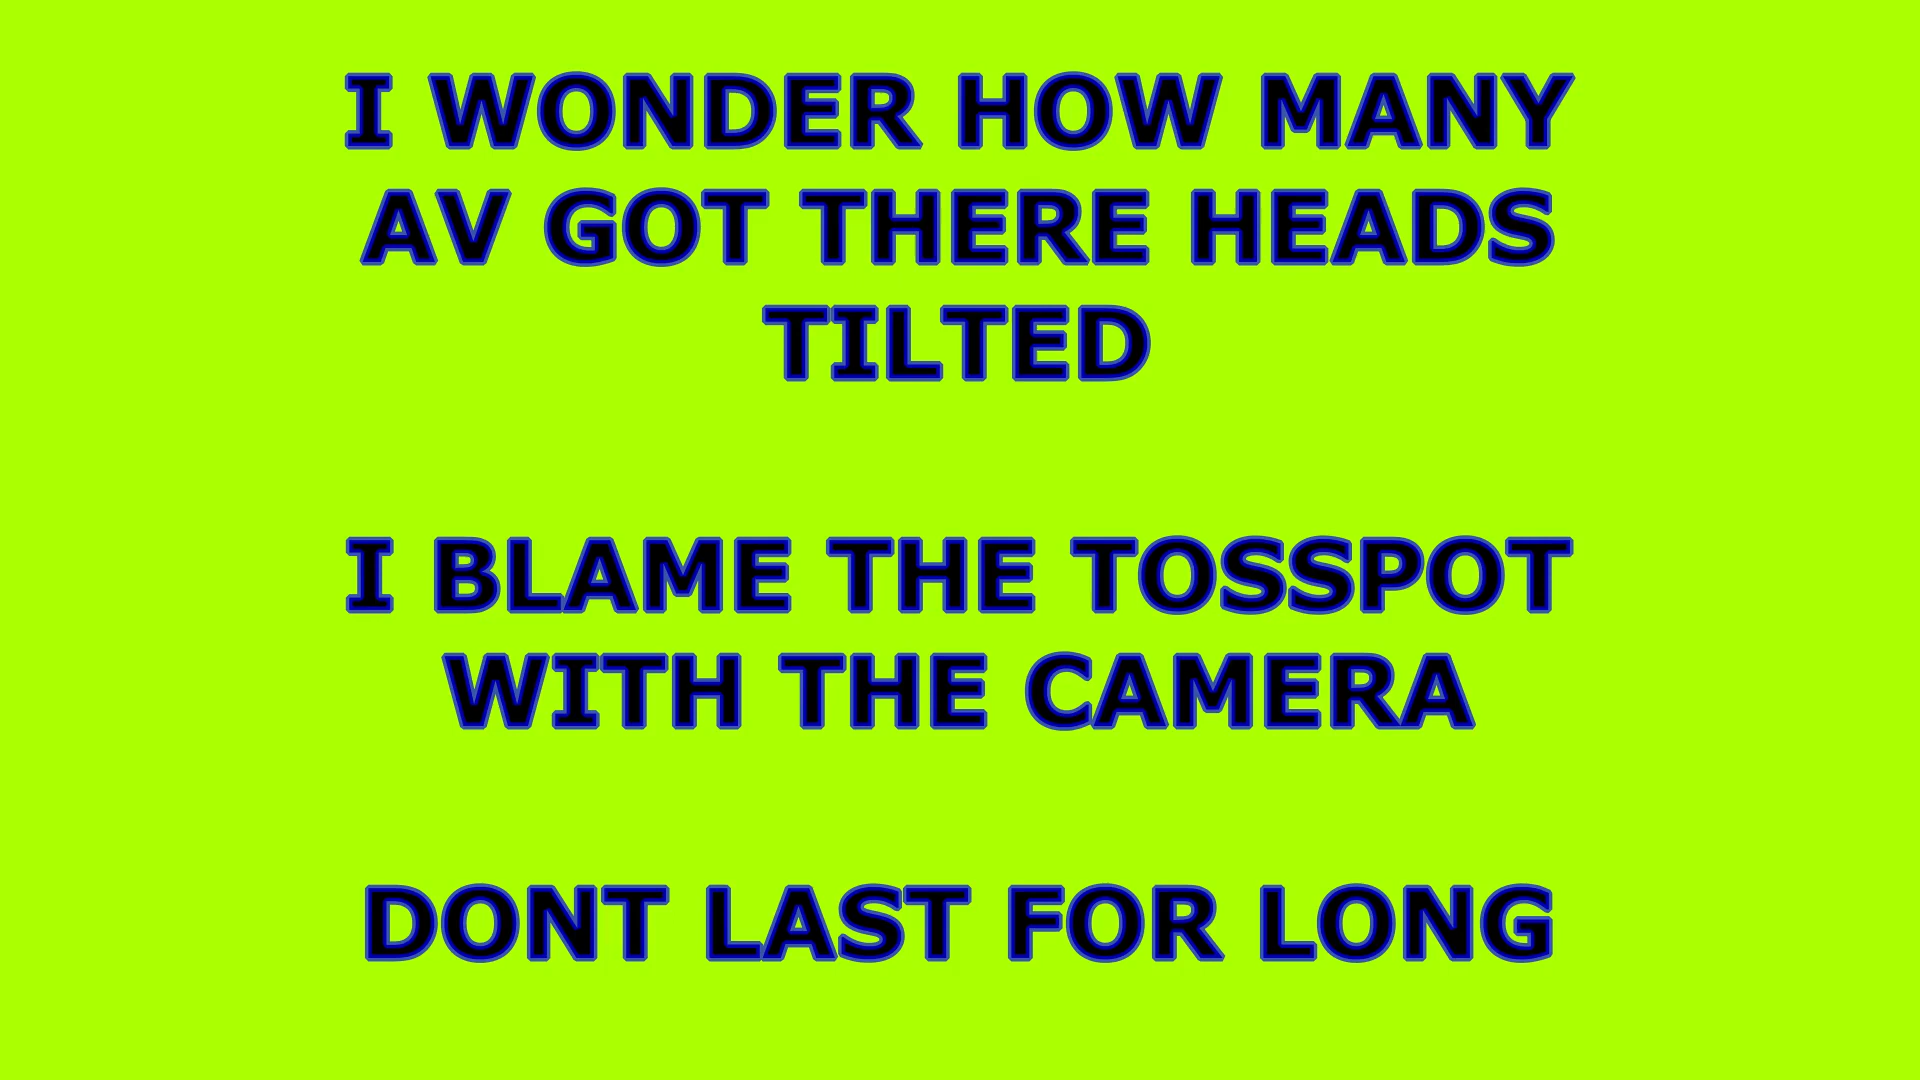 I WONDER HOW MANY
AV GOT THERE HEADS
TILTED
I BLAME THE TOSSPOT
WITH THE CAMERA
DONT LAST FOR LONG